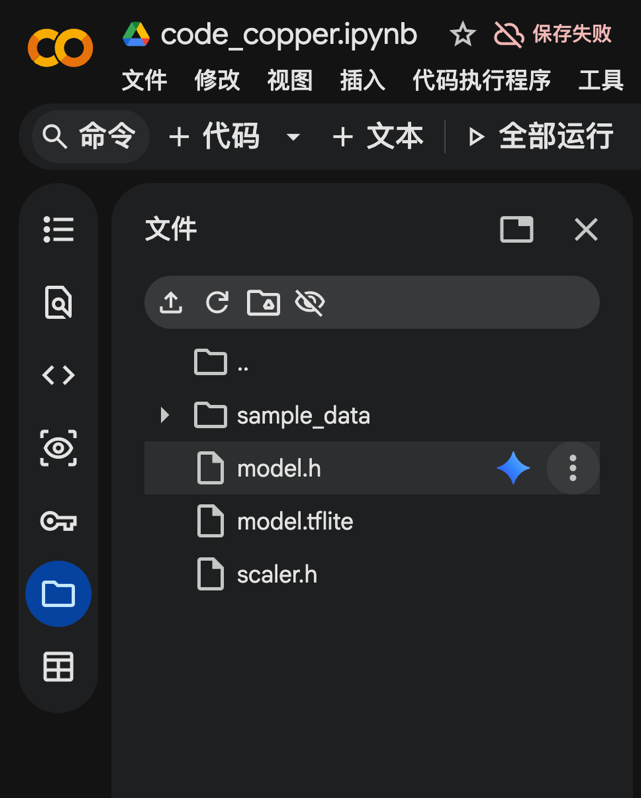 code_copper.ipynb 保存失败
文件 修改 视图 插入 代码执行程序 工具
命令 + 代码 + 文本 全部运行
文件
..
sample_data
model.h
model.tflite
scaler.h